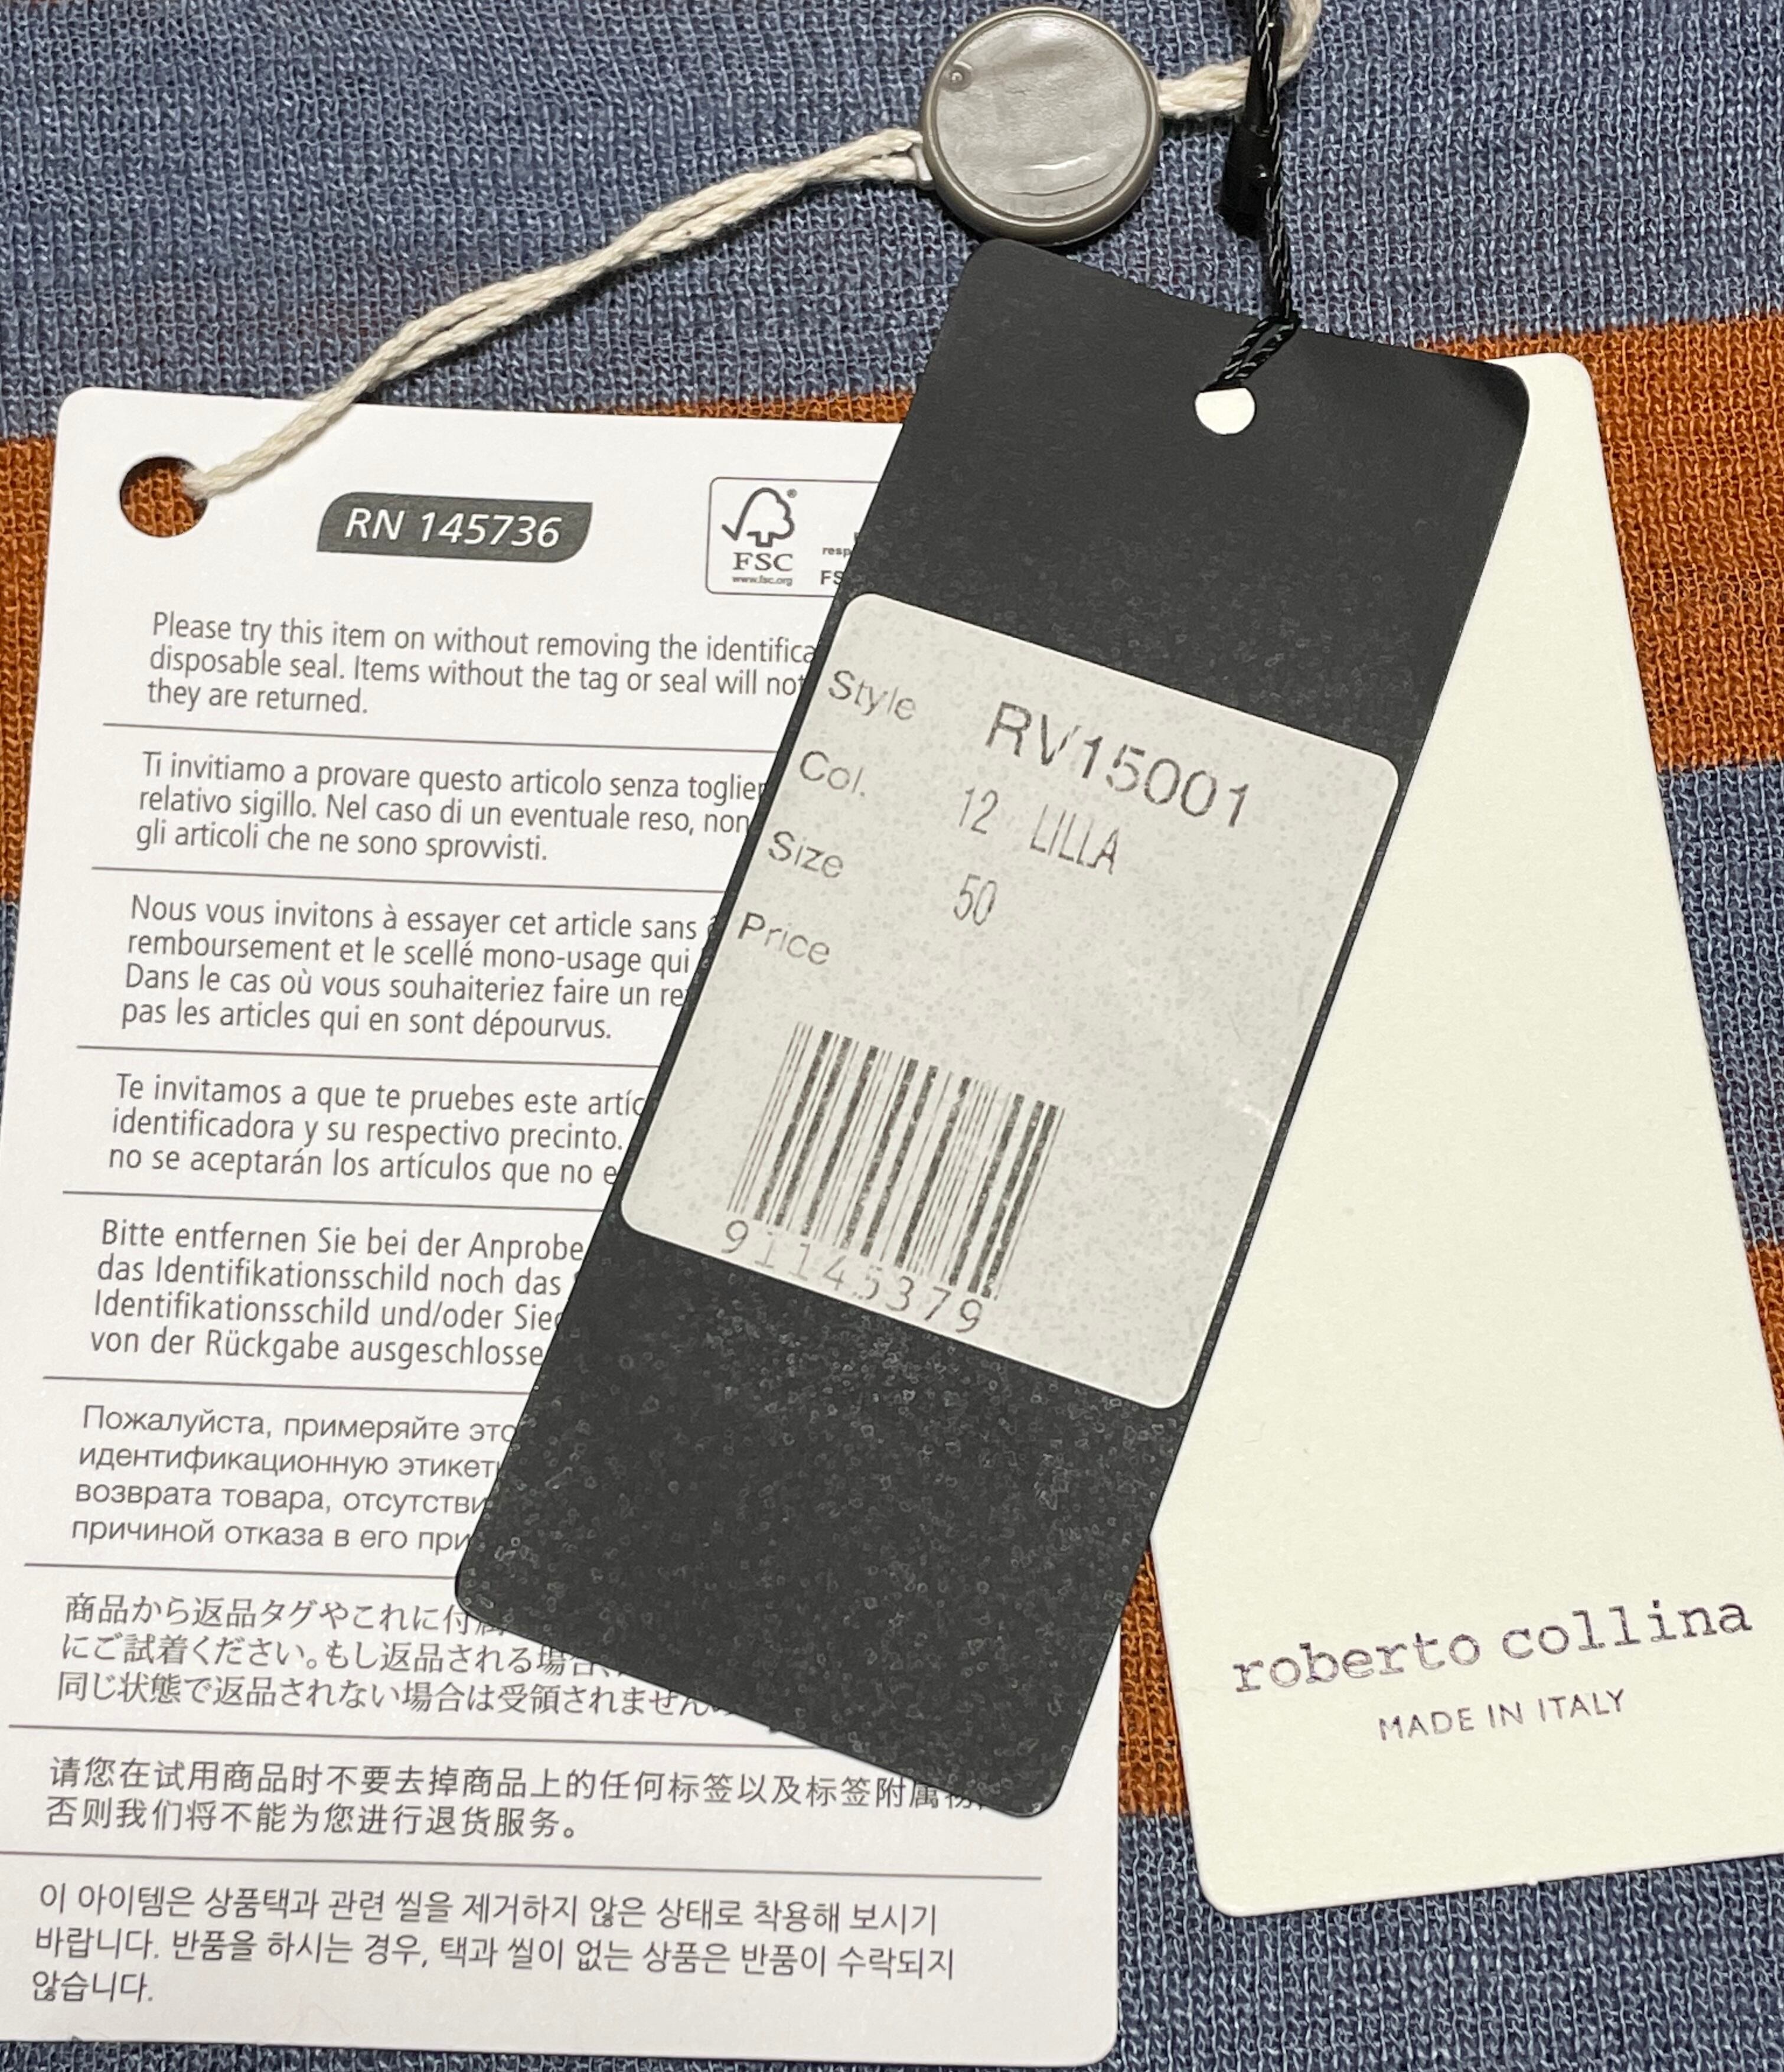 RN 145736
FSC
www.fsc.org
Please try this item on without removing the
disposable seal. Items without the tag or seal will not
they are returned.
Ti invitiamo a provare questo articolo senza
relativo sigillo. Nel caso di un eventuale reso, non
gli articoli che ne sono sprovvisti.
Nous vous invitons à essayer cet article sans
remboursement et le scellé mono-usage qui
Dans le cas où vous souhaiteriez faire un
pas les articles qui en sont dépourvus.
Te invitamos a que te pruebes este
identificadora y su respectivo precinto.
no se aceptarán los artículos que no
Bitte entfernen Sie bei der Anprobe
das Identifikationsschild noch das
Identifikationsschild und/oder
von der Rückgabe
Пожалуйста, примеряйте
идентификационную
возврата товара,
причиной отказа в его
商品から返品タグやこれに付属
にご試着ください。もし返品される場合、
同じ状態で返品されない場合は受領されません
请您在试用商品时不要去掉商品上的任何标签以及标签附属物,
否则我们将不能为您进行退货服务。
이 아이템은 상품택과 관련 씰을 제거하지 않은 상태로 착용해 보시기
바랍니다. 반품을 하시는 경우, 택과 씰이 없는 상품은 반품이 수락되지
않습니다.
Style RV15001
Col. 12 LILLA
Size 50
Price
91145379
roberto collina
MADE IN ITALY